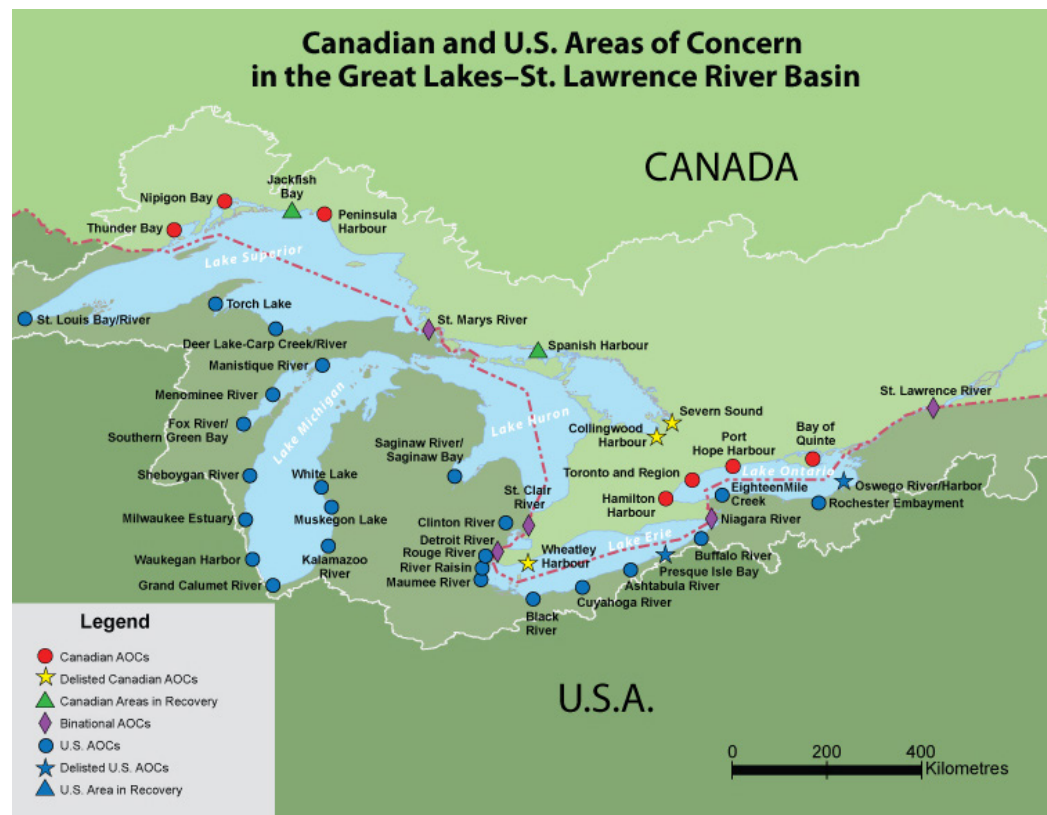 Canadian and U.S. Areas of Concern
in the Great Lakes–St. Lawrence River Basin
CANADA
Jackfish
Bay
Nipigon Bay
Peninsula
Harbour
Thunder Bay
Lake Superior
Torch Lake
St. Louis Bay/River
St. Marys River
Deer Lake-Carp Creek/River
Spanish Harbour
Manistique River
Menominee River
St. Lawrence River
Lake Michigan
Lake Huron
Severn Sound
Fox River/
Southern Green Bay
Collingwood
Harbour
Port
Hope Harbour
Bay of
Quinte
Saginaw River/
Saginaw Bay
Sheboygan River
White Lake
Toronto and Region
Lake Ontario
Oswego River/Harbor
St. Clair
River
Hamilton
Harbour
EighteenMile
Creek
Rochester Embayment
Milwaukee Estuary
Muskegon Lake
Clinton River
Niagara River
Detroit River
Rouge River
River Raisin
Maumee River
Lake Erie
Wheatley
Harbour
Buffalo River
Waukegan Harbor
Kalamazoo
River
Presque Isle Bay
Grand Calumet River
Ashtabula River
Cuyahoga River
Black
River
Legend
Canadian AOCs
Delisted Canadian AOCs
Canadian Areas in Recovery
Binational AOCs
U.S. AOCs
Delisted U.S. AOCs
U.S. Area in Recovery
U.S.A.
0 200 400
Kilometres